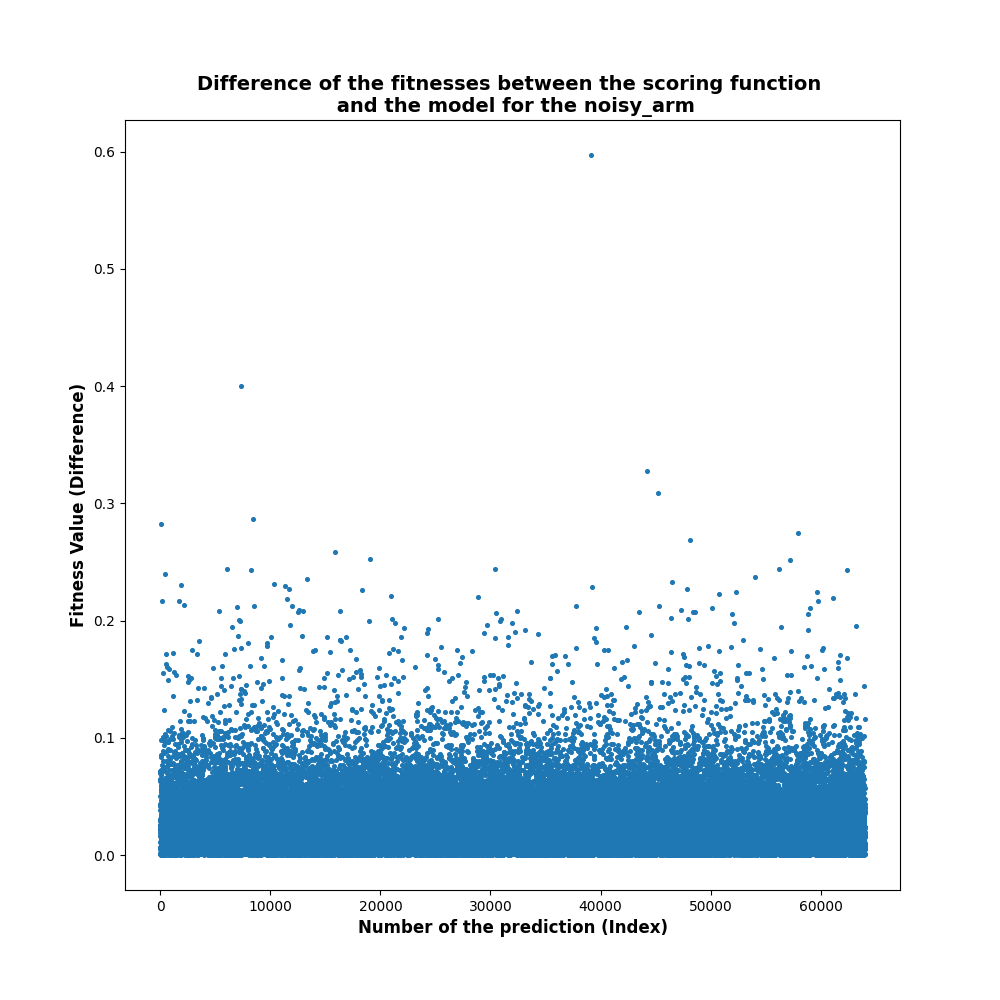 Difference of the fitnesses between the scoring function
and the model for the noisy_arm
Fitness Value (Difference)
0.6
0.5
0.4
0.3
0.2
0.1
0.0
0 10000 20000 30000 40000 50000 60000
Number of the prediction (Index)